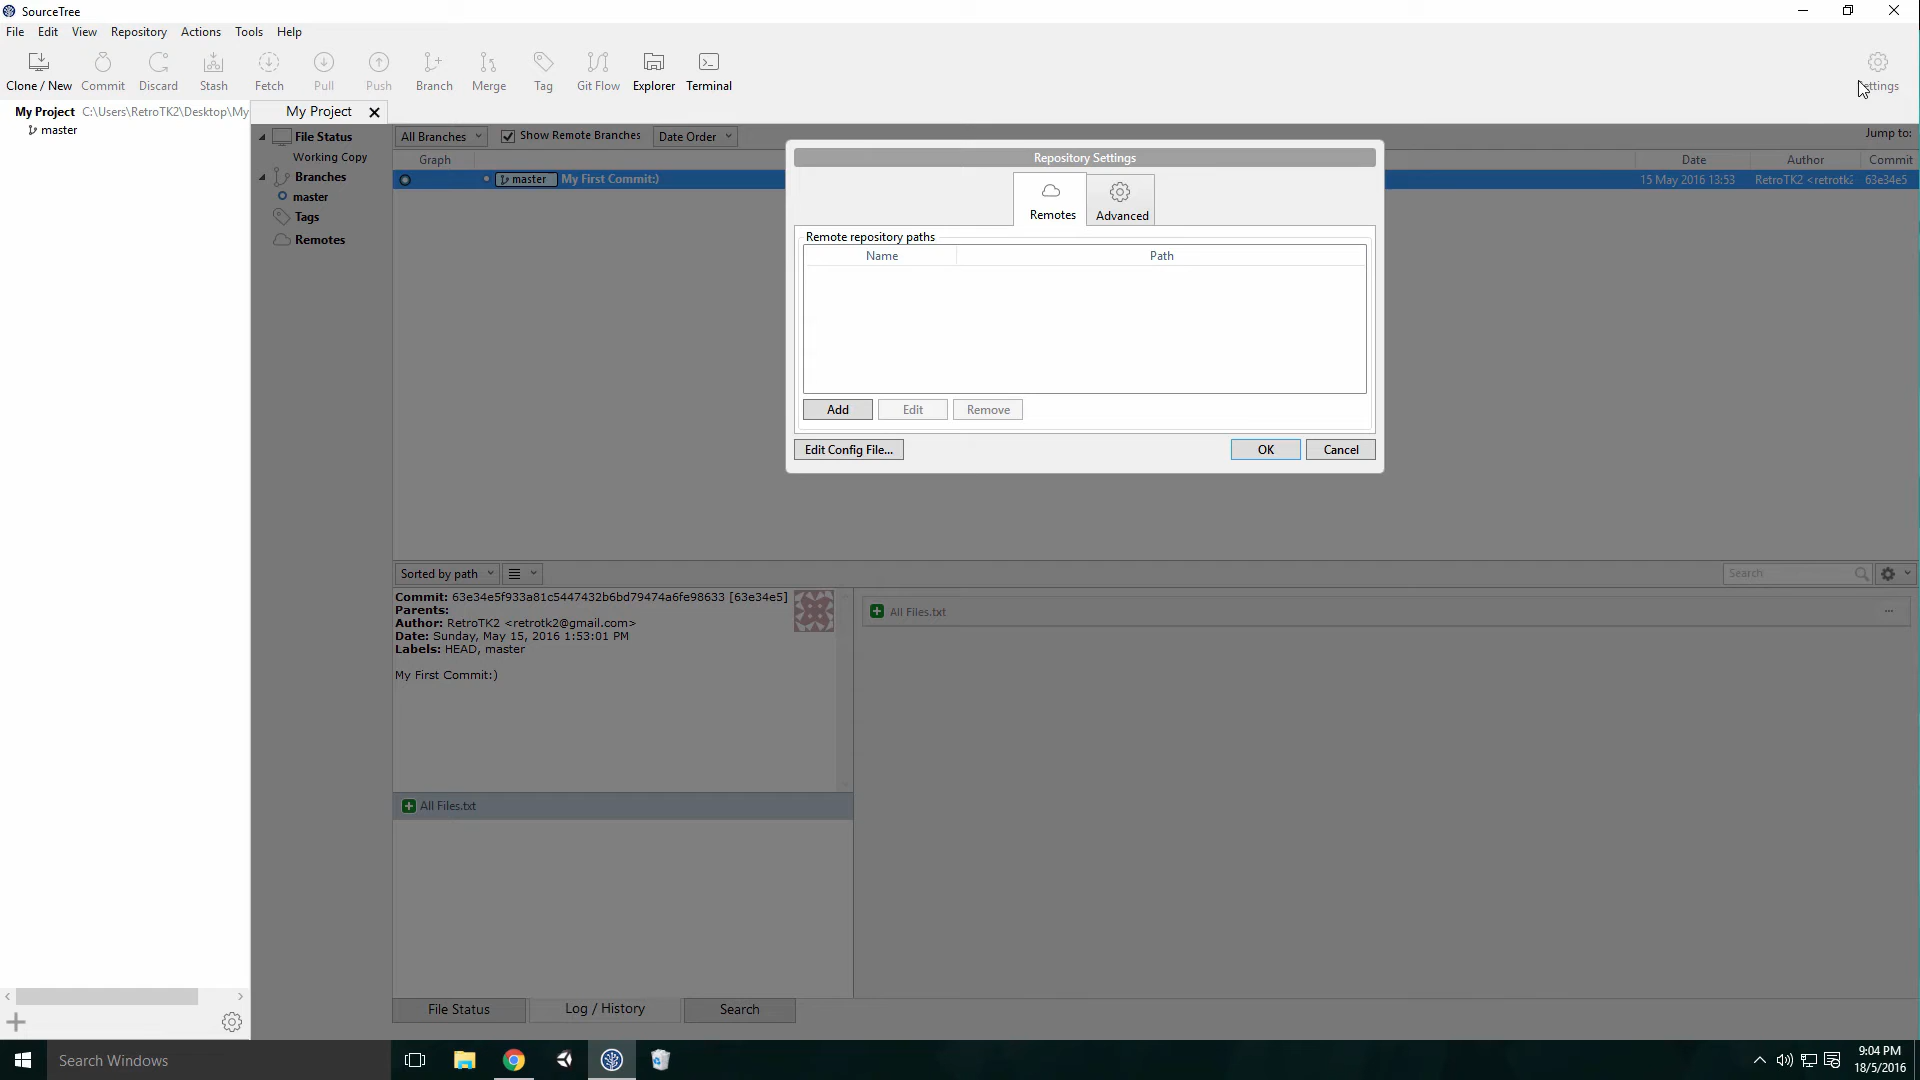 SourceTree
File Edit View Repository Actions Tools Help
Clone / New Commit Discard Stash Fetch Pull Push Branch Merge Tag Git Flow Explorer Terminal
My Project C:\Users\RetroTK2\Desktop\My
master
My Project
File Status
Working Copy
Branches
master
Tags
Remotes
All Branches Show Remote Branches Date Order Jump to:
Graph Date Author Commit
master My First Commit:) 15 May 2016 13:53 RetroTK2 <retrotk2 63e34e5
Repository Settings
Remotes Advanced
Remote repository paths
Name Path
Add Edit Remove
Edit Config File... OK Cancel
Sorted by path Search
Commit: 63e34e5f933a81c5447432b6bd79474a6fe98633 [63e34e5]
Parents:
Author: RetroTK2 <retrotk2@gmail.com>
Date: Sunday, May 15, 2016 1:53:01 PM
Labels: HEAD, master
My First Commit:)
All Files.txt
All Files.txt
File Status Log / History Search
Search Windows
9:04 PM
18/5/2016